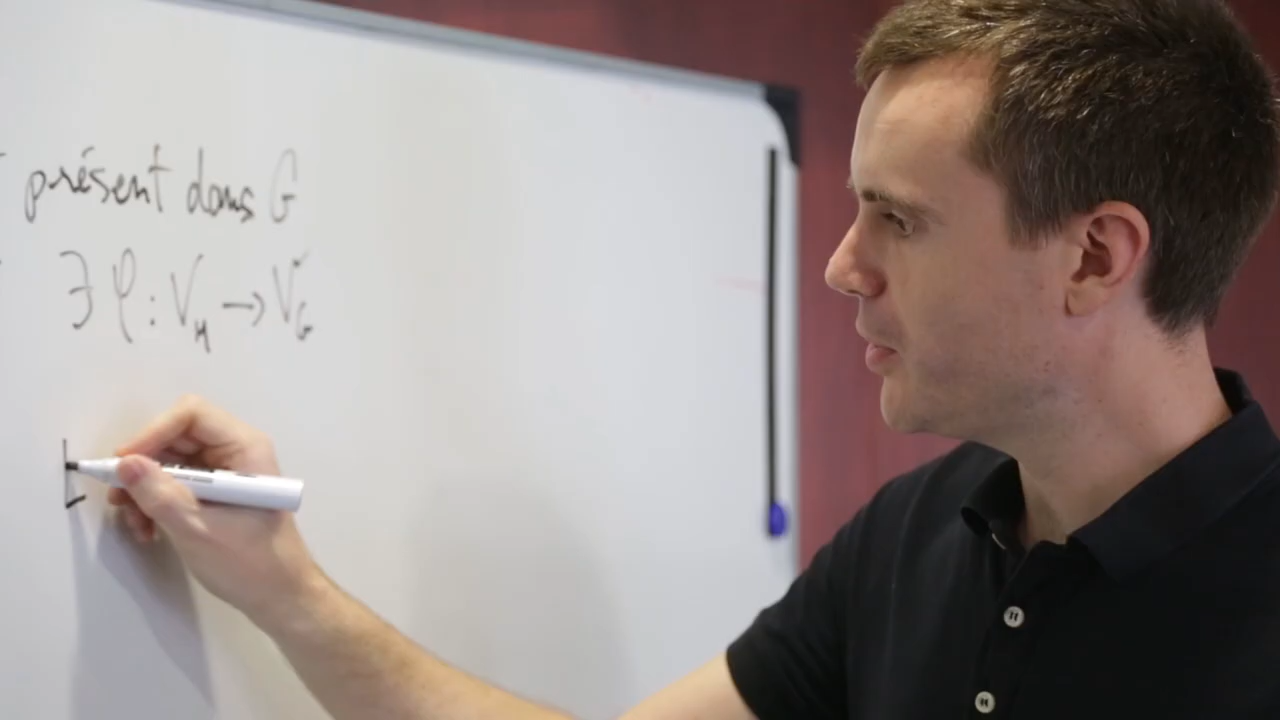 présent dans G
∃ φ : V_H → V_G